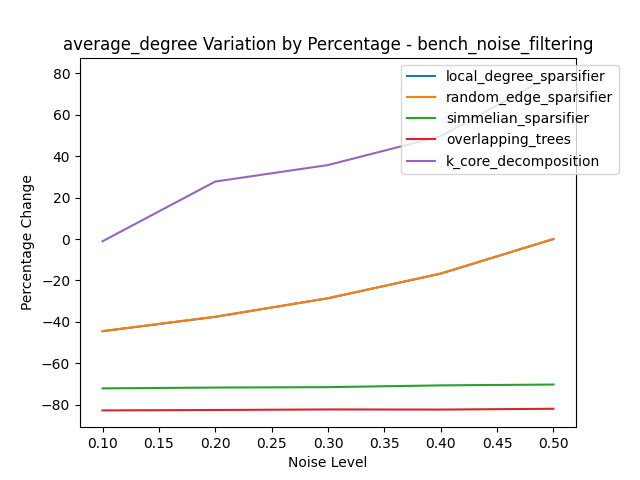 average_degree Variation by Percentage - bench_noise_filtering
local_degree_sparsifier
random_edge_sparsifier
simmelian_sparsifier
overlapping_trees
k_core_decomposition
Percentage Change
80
60
40
20
0
−20
−40
−60
−80
0.10 0.15 0.20 0.25 0.30 0.35 0.40 0.45 0.50
Noise Level